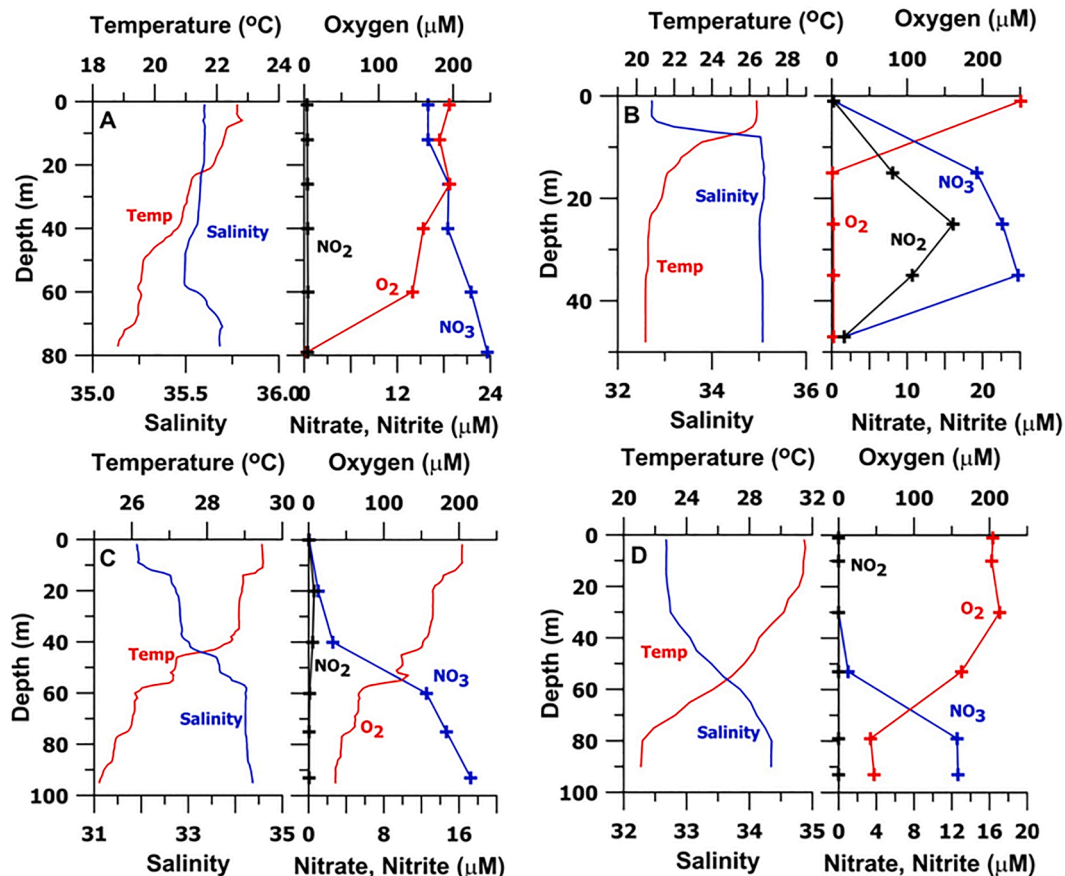 Temperature (°C) Oxygen (μM)
18 20 22 24 0 100 200
0
20
40
60
80
Depth (m)
A
Temp
Salinity
NO2
O2
NO3
35.0 35.5 36.0 0 12 24
Salinity Nitrate, Nitrite (μM)
Temperature (°C) Oxygen (μM)
20 22 24 26 28 0 100 200
0
20
40
Depth (m)
B
Temp
Salinity
NO3
O2
NO2
32 34 36 0 10 20
Salinity Nitrate, Nitrite (μM)
Temperature (°C) Oxygen (μM)
26 28 30 0 100 200
0
20
40
60
80
100
Depth (m)
C
Temp
Salinity
NO2
NO3
O2
31 33 35 0 8 16
Salinity Nitrate, Nitrite (μM)
Temperature (°C) Oxygen (μM)
20 24 28 32 0 100 200
0
20
40
60
80
100
Depth (m)
D
Temp
Salinity
NO2
O2
NO3
32 33 34 35 0 4 8 12 16 20
Salinity Nitrate, Nitrite (μM)